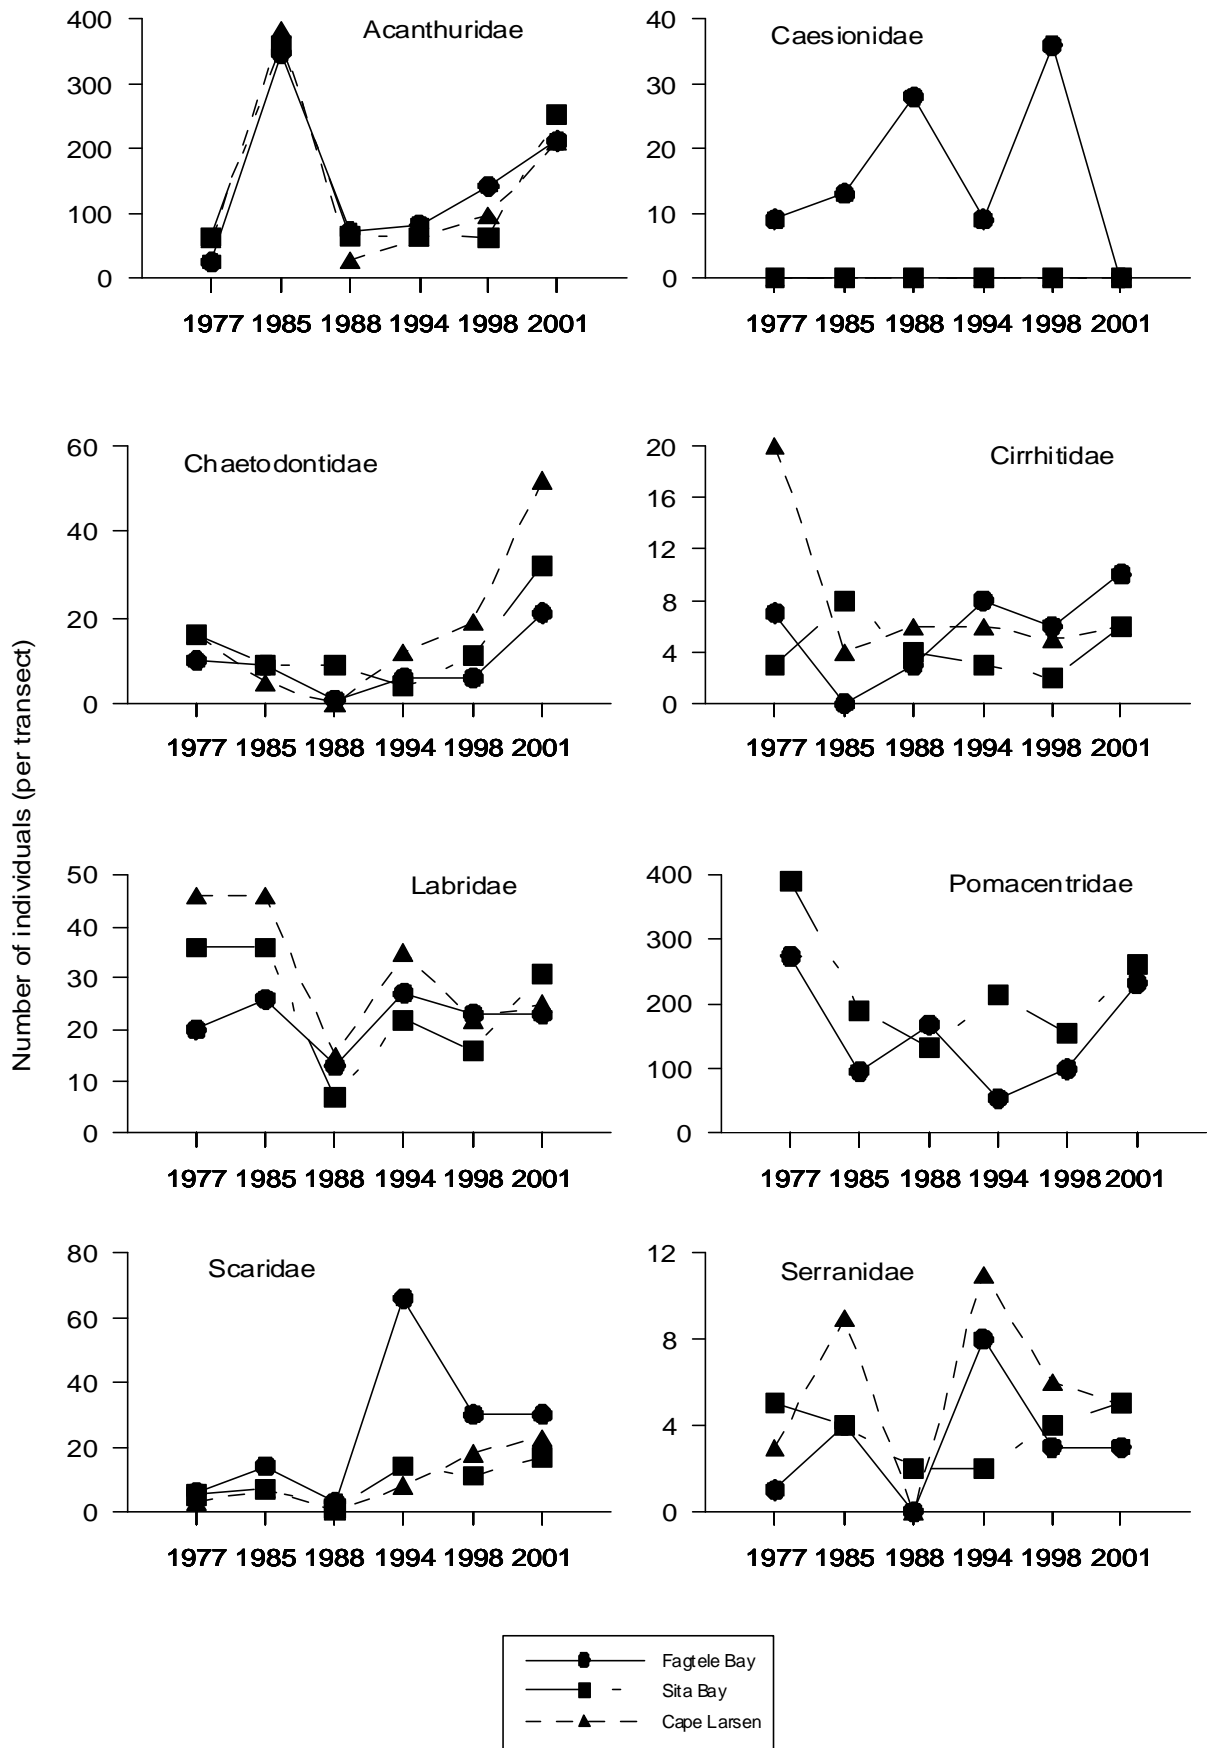 Number of individuals (per transect)
Acanthuridae
400
300
200
100
0
1977 1985 1988 1994 1998 2001
Caesionidae
40
30
20
10
0
1977 1985 1988 1994 1998 2001
Chaetodontidae
60
40
20
0
1977 1985 1988 1994 1998 2001
Cirrhitidae
20
16
12
8
4
0
1977 1985 1988 1994 1998 2001
Labridae
50
40
30
20
10
0
1977 1985 1988 1994 1998 2001
Pomacentridae
400
300
200
100
0
1977 1985 1988 1994 1998 2001
Scaridae
80
60
40
20
0
1977 1985 1988 1994 1998 2001
Serranidae
12
8
4
0
1977 1985 1988 1994 1998 2001
Fagtele Bay
Sita Bay
Cape Larsen